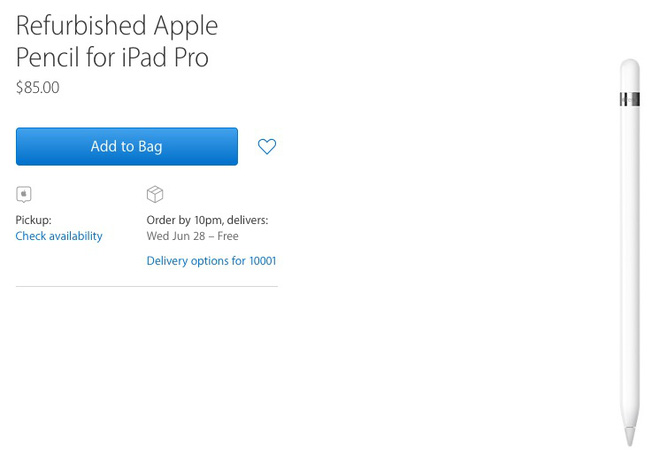 Refurbished Apple
Pencil for iPad Pro
$85.00
Add to Bag
Pickup:
Check availability
Order by 10pm, delivers:
Wed Jun 28 – Free
Delivery options for 10001